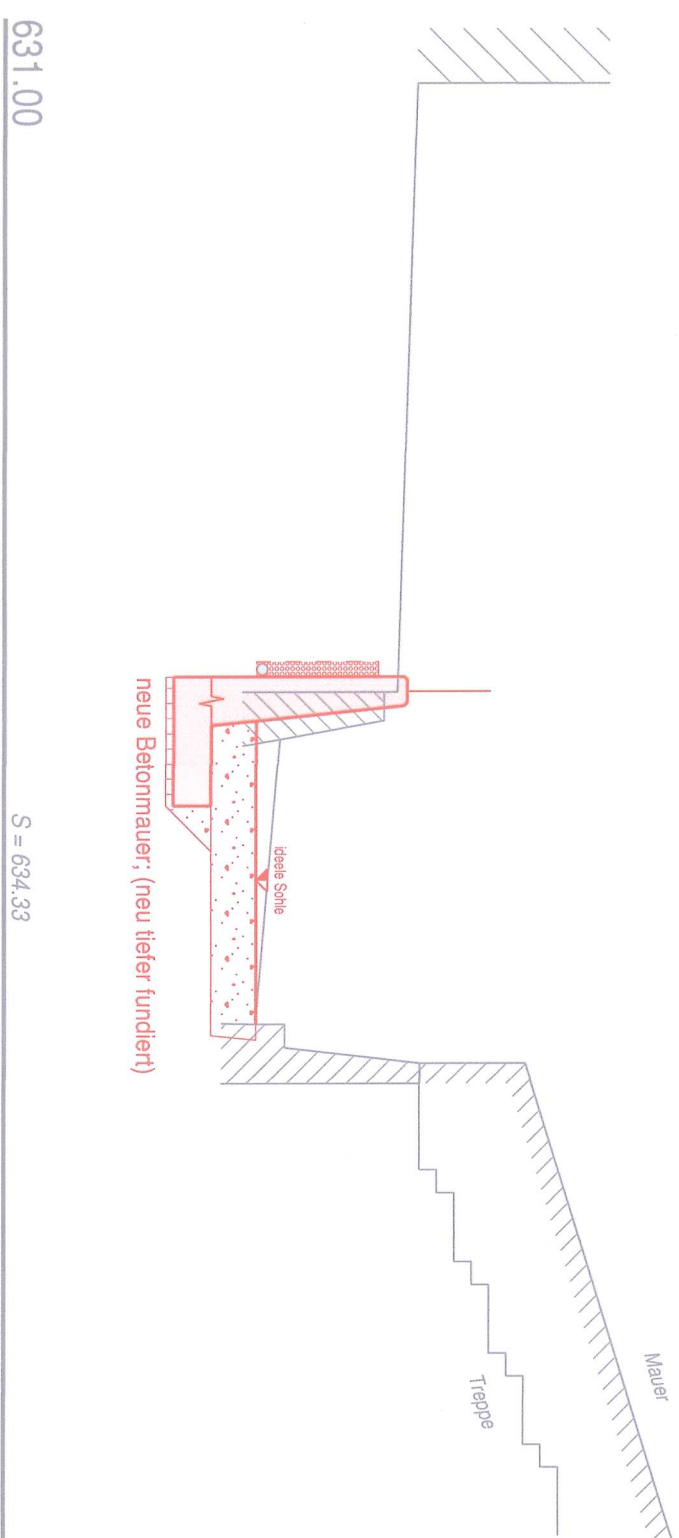 Mauer
Treppe
ideele Sohle
neue Betonmauer; (neu tiefer fundiert)
631.00
S = 634.33